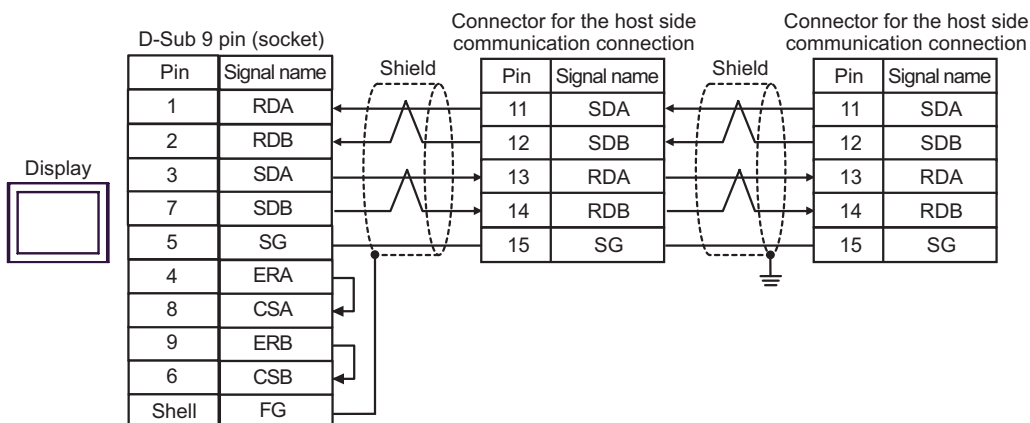 Connector for the host side
communication connection
Connector for the host side
communication connection
D-Sub 9 pin (socket)
Pin Signal name
Shield
Pin Signal name
Shield
Pin Signal name
1 RDA
11 SDA
11 SDA
2 RDB
12 SDB
12 SDB
Display
3 SDA
13 RDA
13 RDA
7 SDB
14 RDB
14 RDB
5 SG
15 SG
15 SG
4 ERA
8 CSA
9 ERB
6 CSB
Shell FG